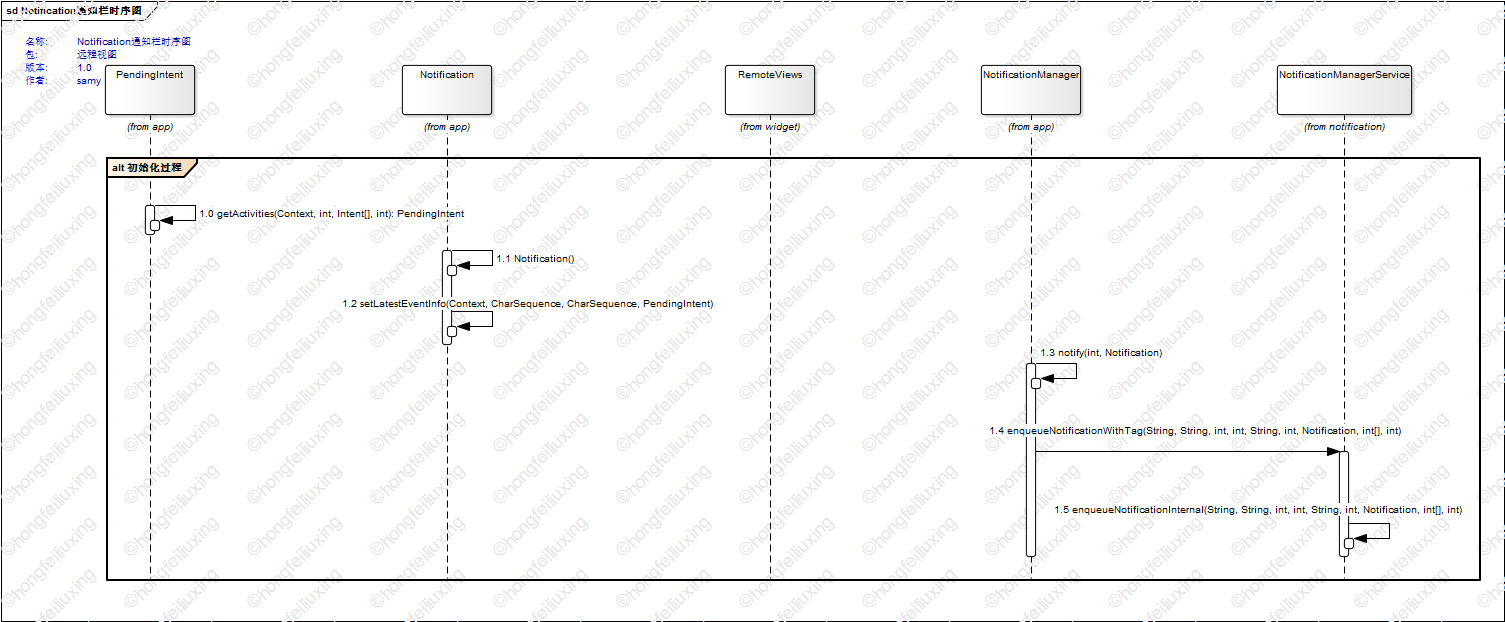 sd Notification通知栏时序图
名称: Notification通知栏时序图
包: 远程视图
版本: 1.0
作者: samy
PendingIntent
Notification
RemoteViews
NotificationManager
NotificationManagerService
(from app)
(from app)
(from widget)
(from app)
(from notification)
alt 初始化过程
1.0 getActivities(Context, int, Intent[], int): PendingIntent
1.1 Notification()
1.2 setLatestEventInfo(Context, CharSequence, CharSequence, PendingIntent)
1.3 notify(int, Notification)
1.4 enqueueNotificationWithTag(String, String, int, int, String, int, Notification, int[], int)
1.5 enqueueNotificationInternal(String, String, int, int, String, int, Notification, int[], int)
©hongfeiliuxing